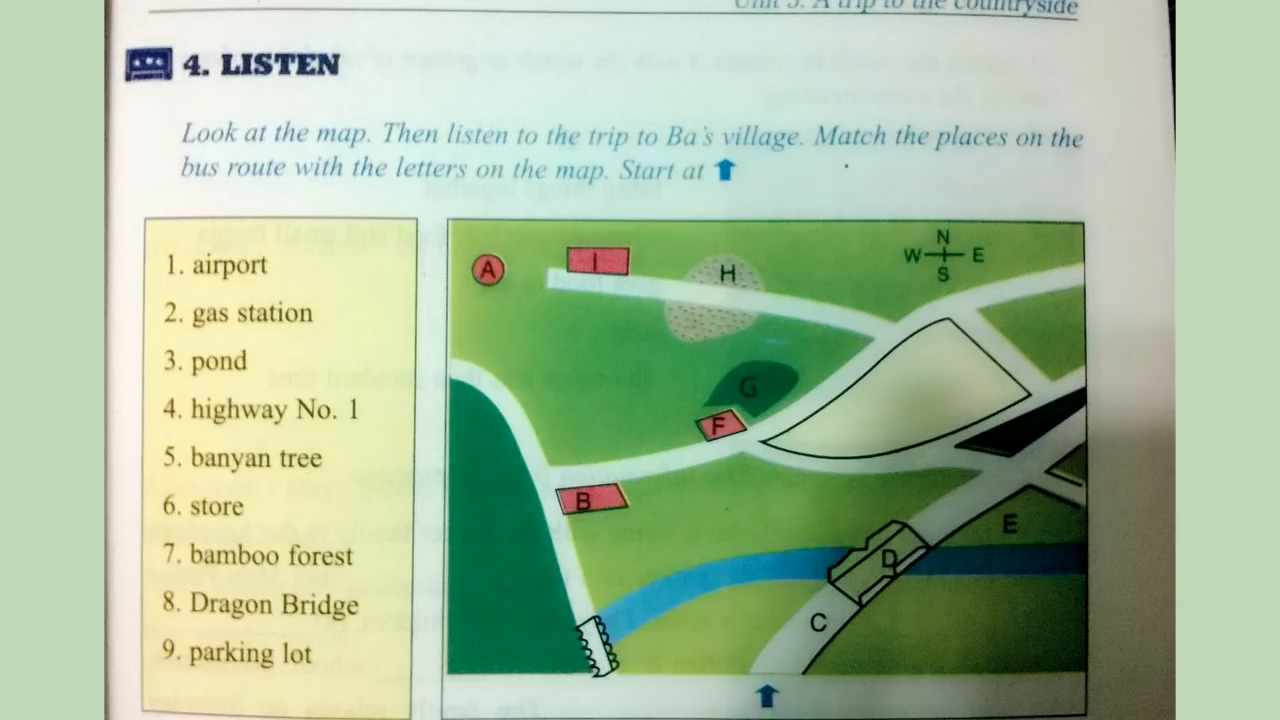 Unit 3. A trip to the countryside
4. LISTEN
Look at the map. Then listen to the trip to Ba's village. Match the places on the
bus route with the letters on the map. Start at
1. airport
2. gas station
3. pond
4. highway No. 1
5. banyan tree
6. store
7. bamboo forest
8. Dragon Bridge
9. parking lot
N
W E
S
A
I
H
G
F
B
E
D
C